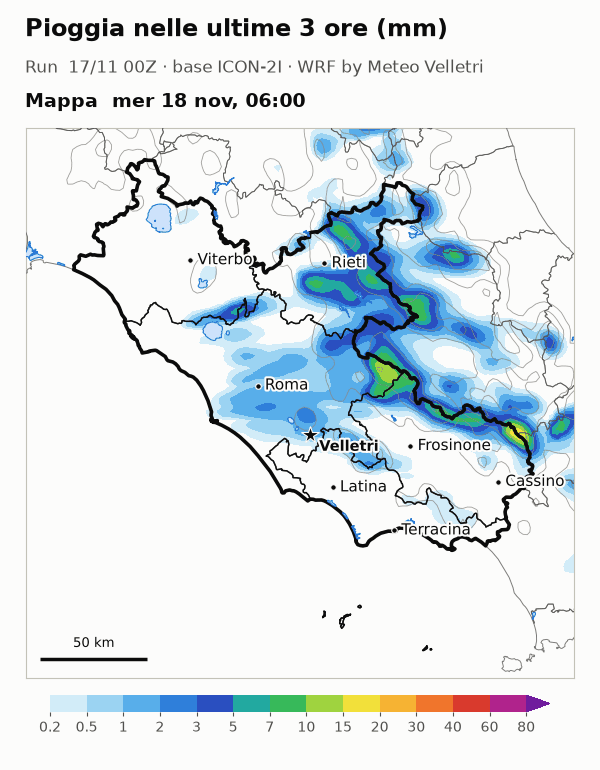 Pioggia nelle ultime 3 ore (mm)
Run  17/11 00Z · base ICON-2I · WRF by Meteo Velletri
Mappa  mer 18 nov, 06:00
Viterbo
Rieti
Roma
Velletri
Frosinone
Latina
Cassino
Terracina
50 km
0.2 0.5 1 2 3 5 7 10 15 20 30 40 60 80